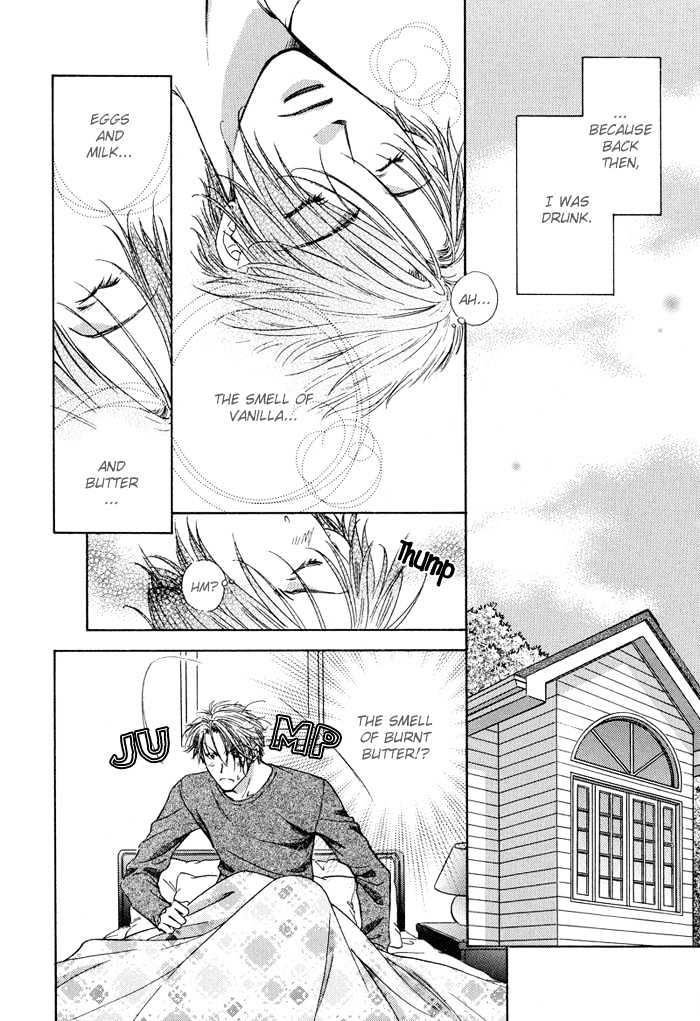 ...
BECAUSE
BACK
THEN,
I WAS
DRUNK.
AH...
THE SMELL OF
VANILLA...
EGGS
AND
MILK...
AND
BUTTER
...
HM?
THUMP
THE SMELL
OF BURNT
BUTTER!?
JUMP